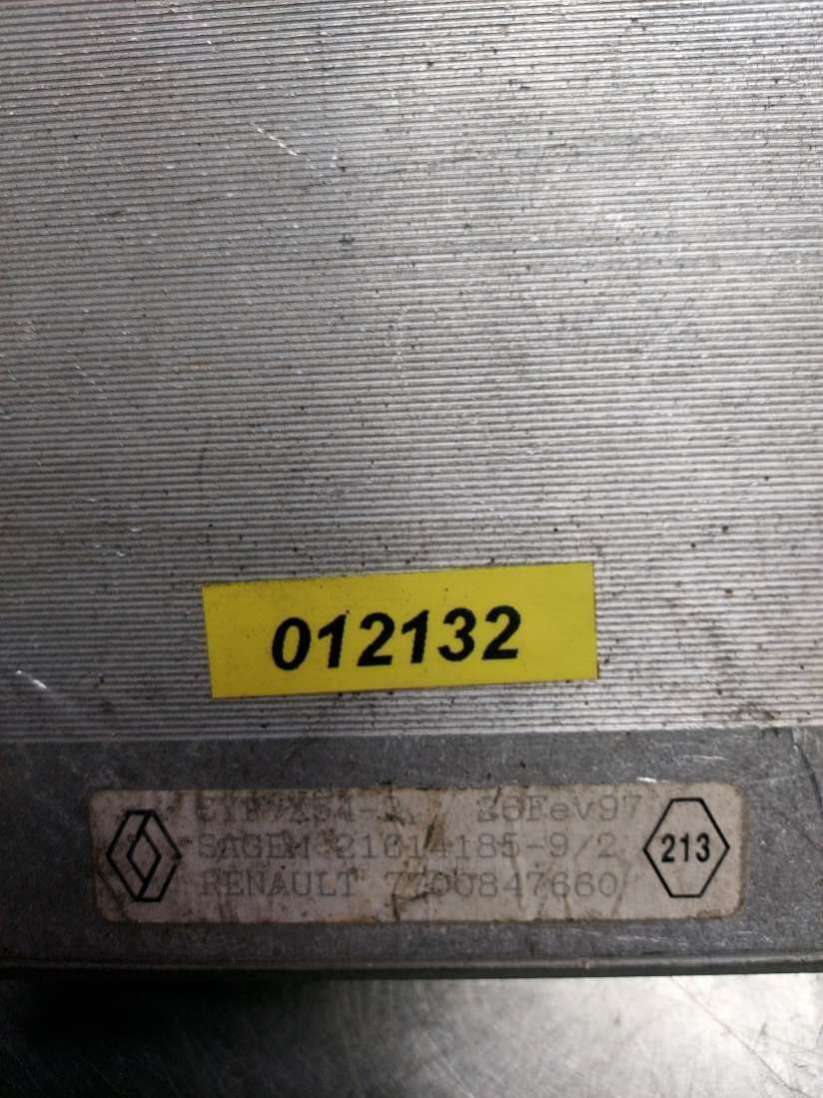 012132
26Fev97
SAGEM 21014185-9/2
RENAULT 7700847660
213